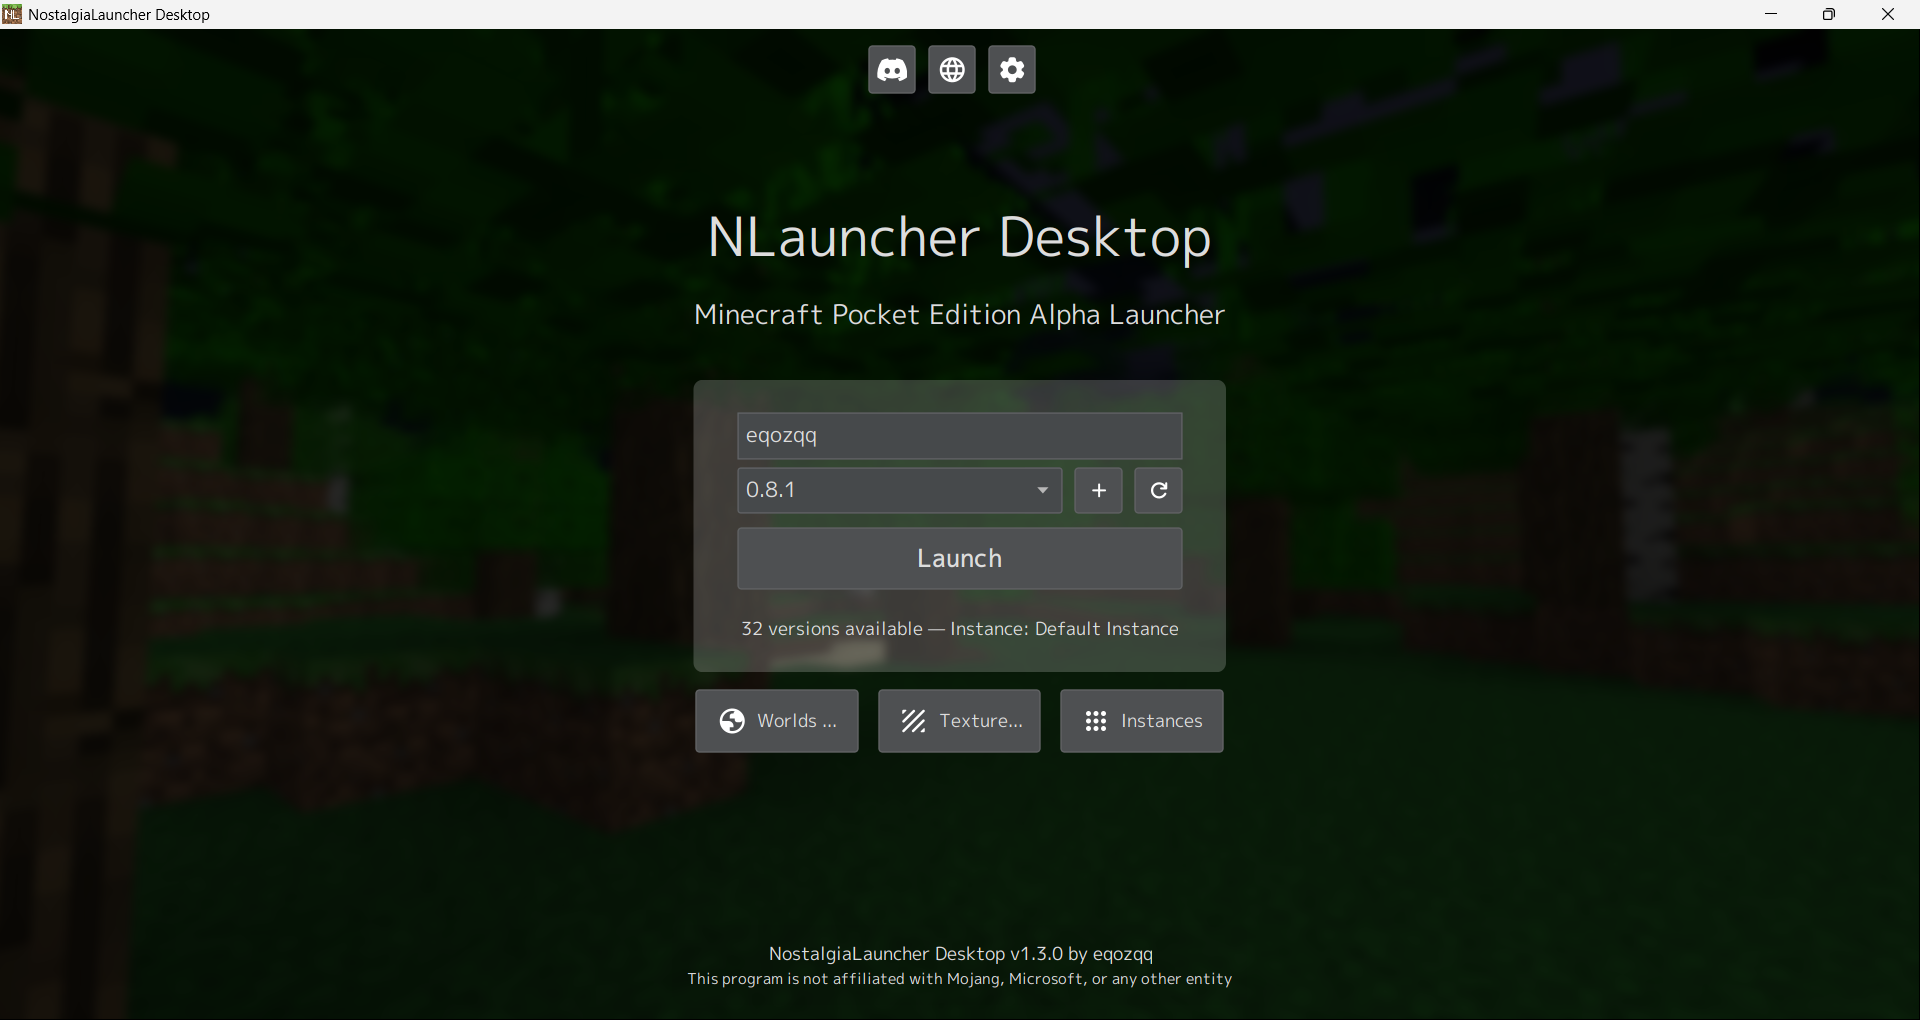 NL
NostalgiaLauncher Desktop
NLauncher Desktop
Minecraft Pocket Edition Alpha Launcher
eqozqq
0.8.1
Launch
32 versions available — Instance: Default Instance
Worlds ...
Texture...
Instances
NostalgiaLauncher Desktop v1.3.0 by eqozqq
This program is not affiliated with Mojang, Microsoft, or any other entity